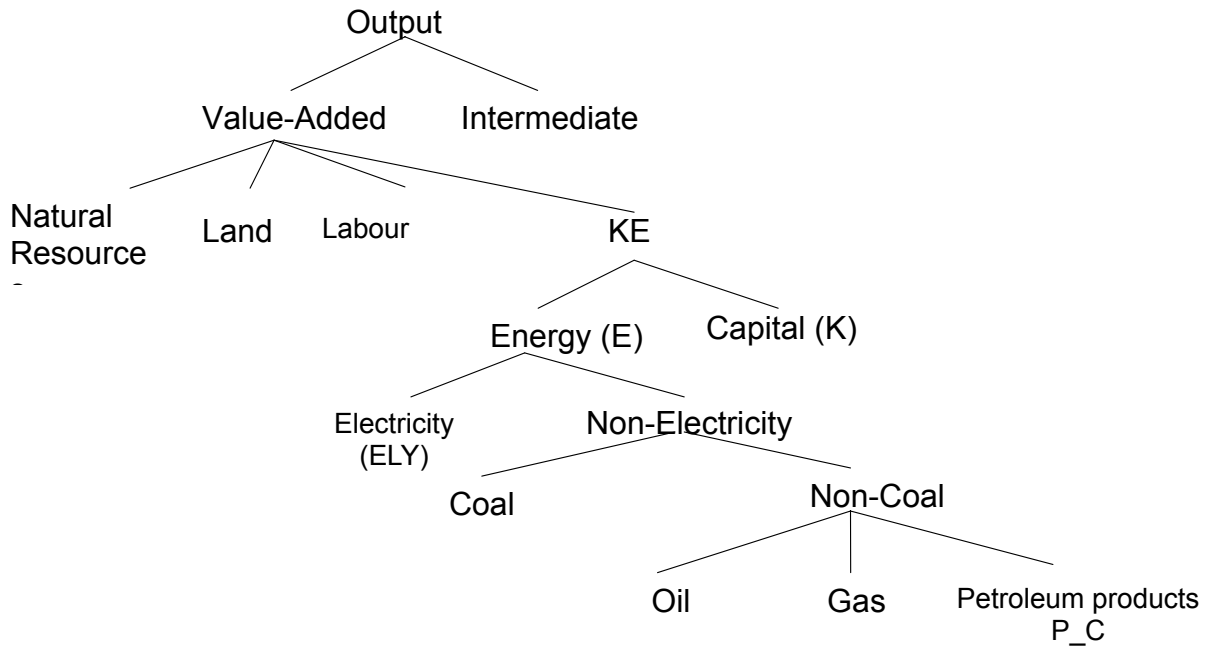 Output
Value-Added
Intermediate
Natural
Resource
Land
Labour
KE
Energy (E)
Capital (K)
Electricity
(ELY)
Non-Electricity
Coal
Non-Coal
Oil
Gas
Petroleum products
P_C